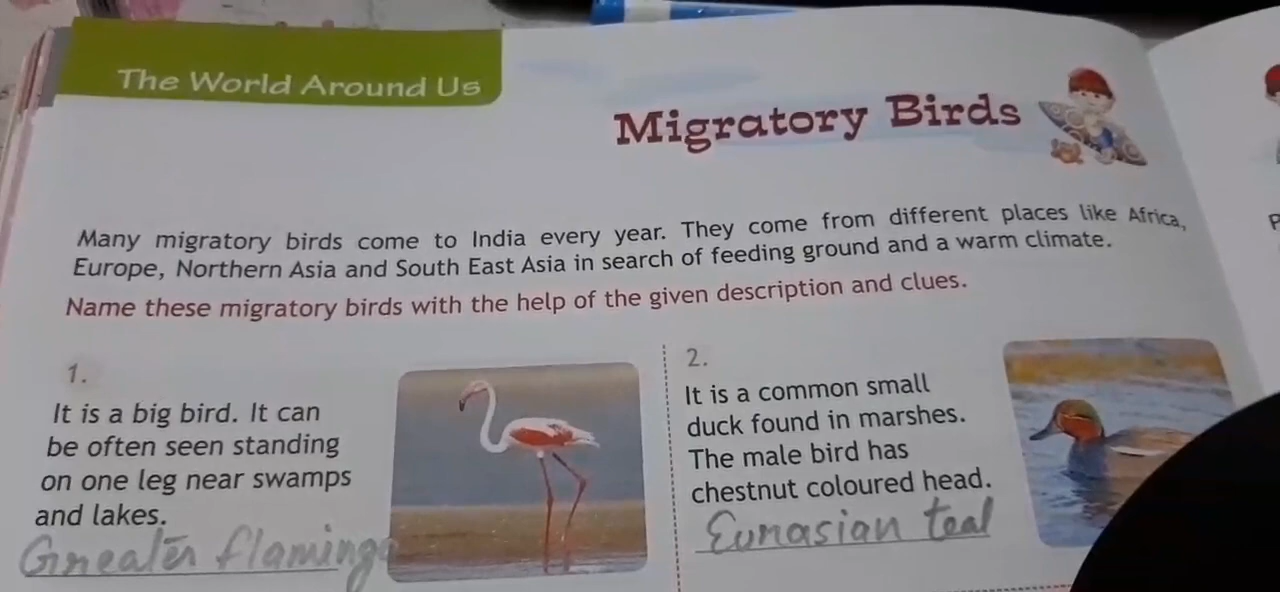 The World Around Us
Migratory Birds
Many migratory birds come to India every year. They come from different places like Africa,
Europe, Northern Asia and South East Asia in search of feeding ground and a warm climate.
Name these migratory birds with the help of the given description and clues.
1.
It is a big bird. It can
be often seen standing
on one leg near swamps
and lakes.
Greater flamingo
2.
It is a common small
duck found in marshes.
The male bird has
chestnut coloured head.
Eurasian teal